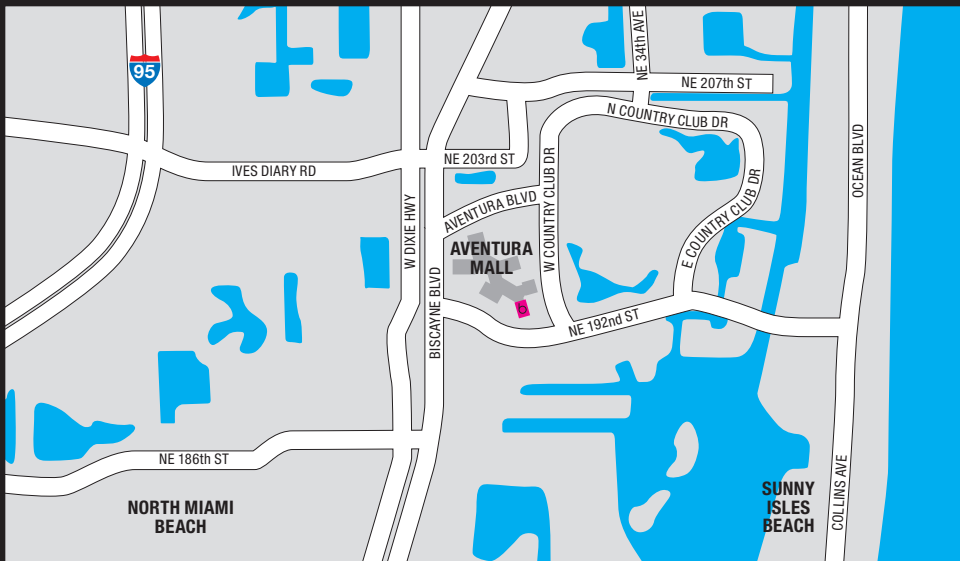 NE 34th AVE
95
NE 207th ST
N COUNTRY CLUB DR
OCEAN BLVD
NE 203rd ST
IVES DIARY RD
W COUNTRY CLUB DR
E COUNTRY CLUB DR
AVENTURA BLVD
W DIXIE HWY
AVENTURA
MALL
BISCAYNE BLVD
NE 192nd ST
NE 186th ST
NORTH MIAMI
BEACH
SUNNY
ISLES
BEACH
COLLINS AVE